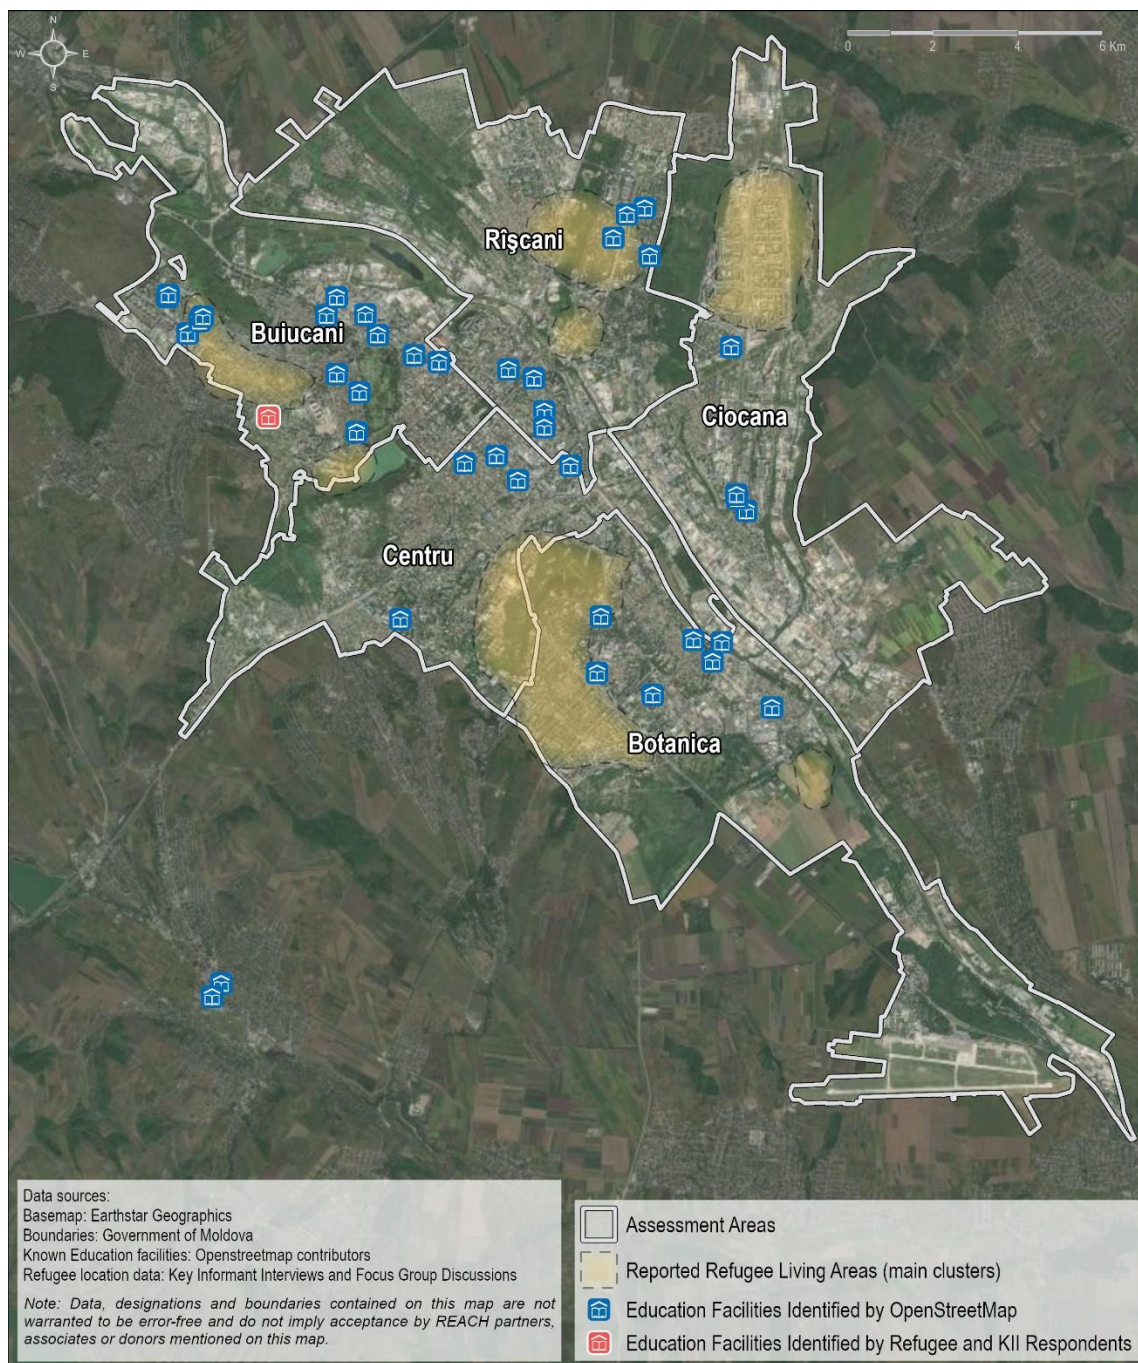 N
W
E
S
0
2
4
6 Km
Rîşcani
Buiucani
Ciocana
Centru
Botanica
Data sources:
Basemap: Earthstar Geographics
Boundaries: Government of Moldova
Known Education facilities: Openstreetmap contributors
Refugee location data: Key Informant Interviews and Focus Group Discussions
Note: Data, designations and boundaries contained on this map are not
warranted to be error-free and do not imply acceptance by REACH partners,
associates or donors mentioned on this map.
Assessment Areas
Reported Refugee Living Areas (main clusters)
Education Facilities Identified by OpenStreetMap
Education Facilities Identified by Refugee and KII Respondents